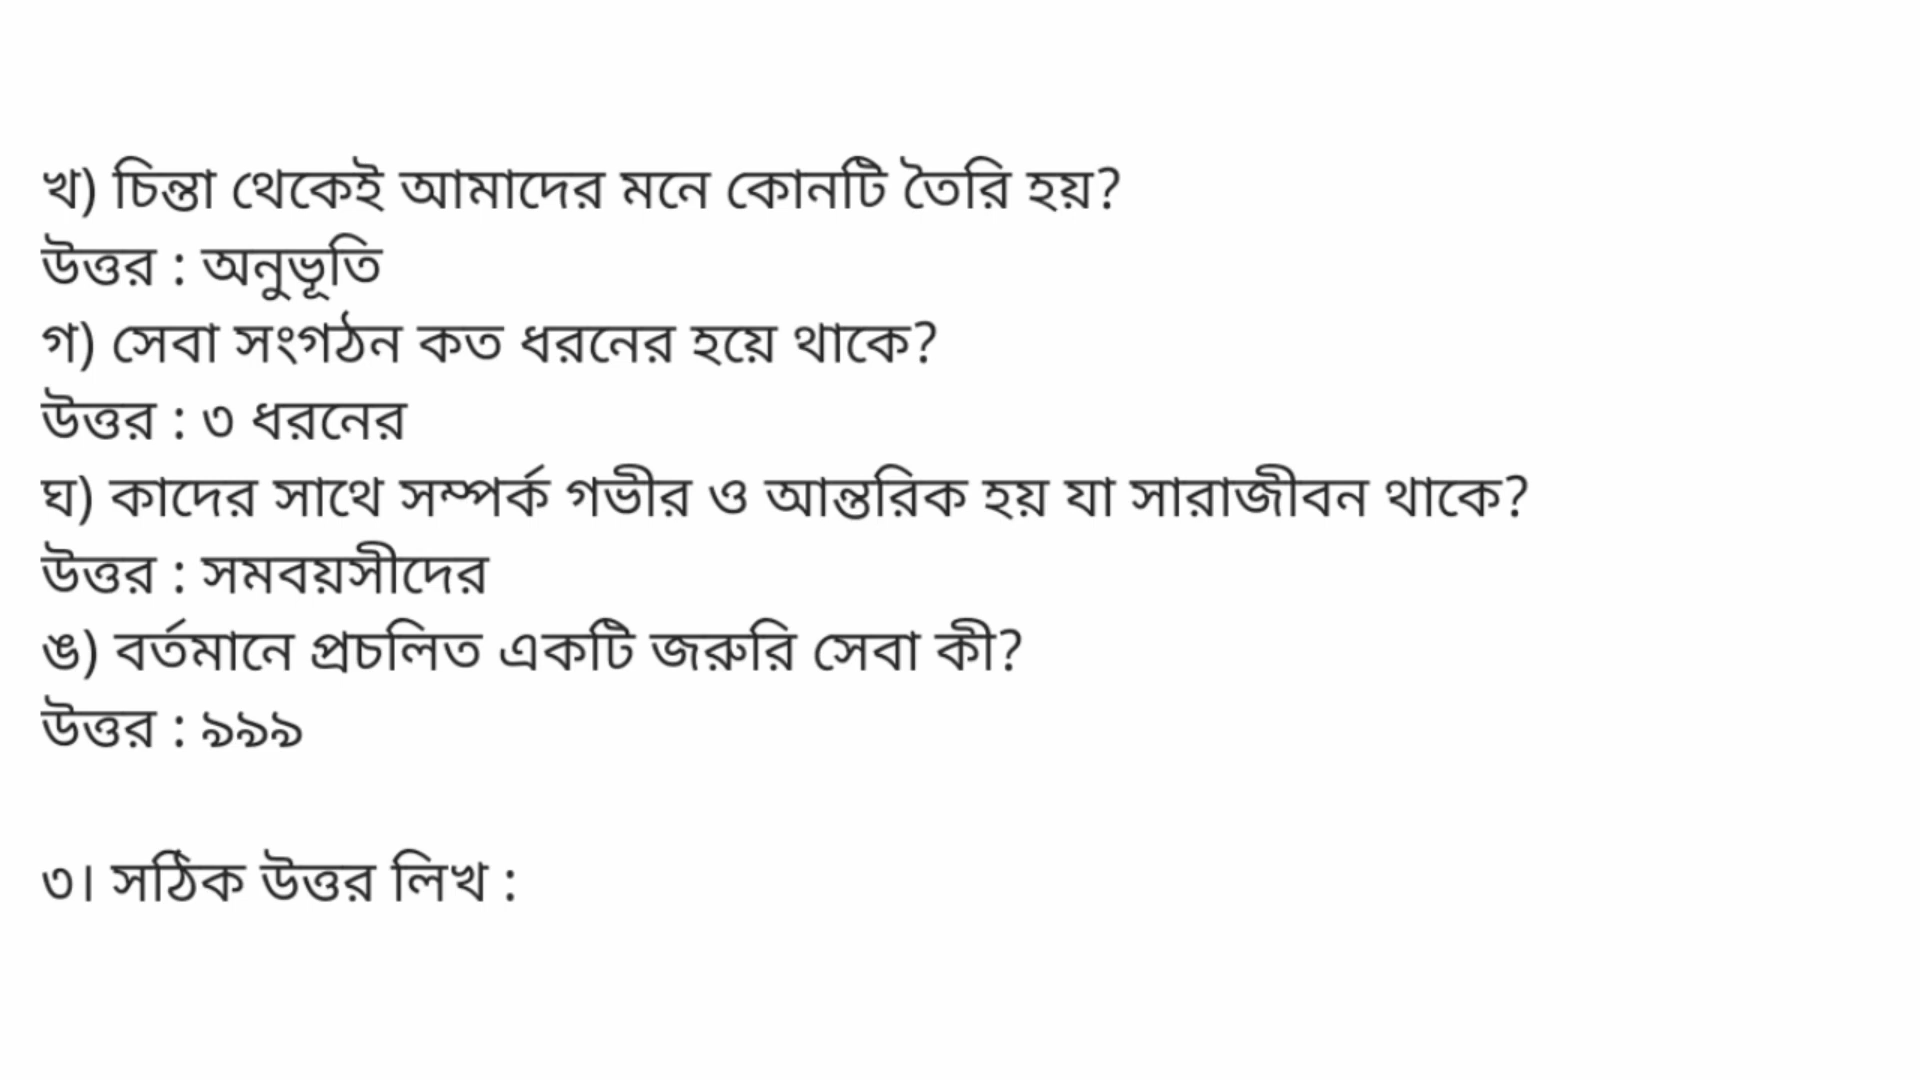 খ) চিন্তা থেকেই আমাদের মনে কোনটি তৈরি হয়?
উত্তর : অনুভূতি
গ) সেবা সংগঠন কত ধরনের হয়ে থাকে?
উত্তর : ৩ ধরনের
ঘ) কাদের সাথে সম্পর্ক গভীর ও আন্তরিক হয় যা সারাজীবন থাকে?
উত্তর : সমবয়সীদের
ঙ) বর্তমানে প্রচলিত একটি জরুরি সেবা কী?
উত্তর : ৯৯৯
৩। সঠিক উত্তর লিখ :